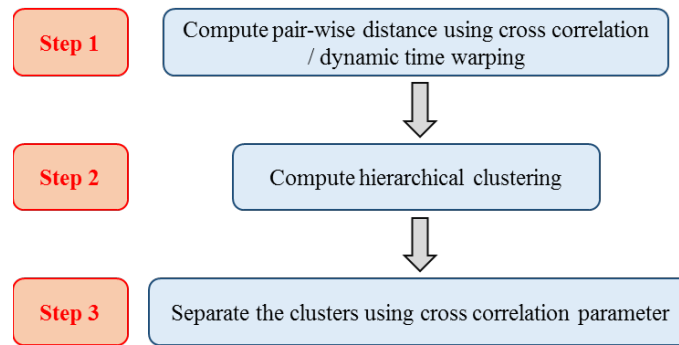 Step 1
Compute pair-wise distance using cross correlation
/ dynamic time warping
Step 2
Compute hierarchical clustering
Step 3
Separate the clusters using cross correlation parameter